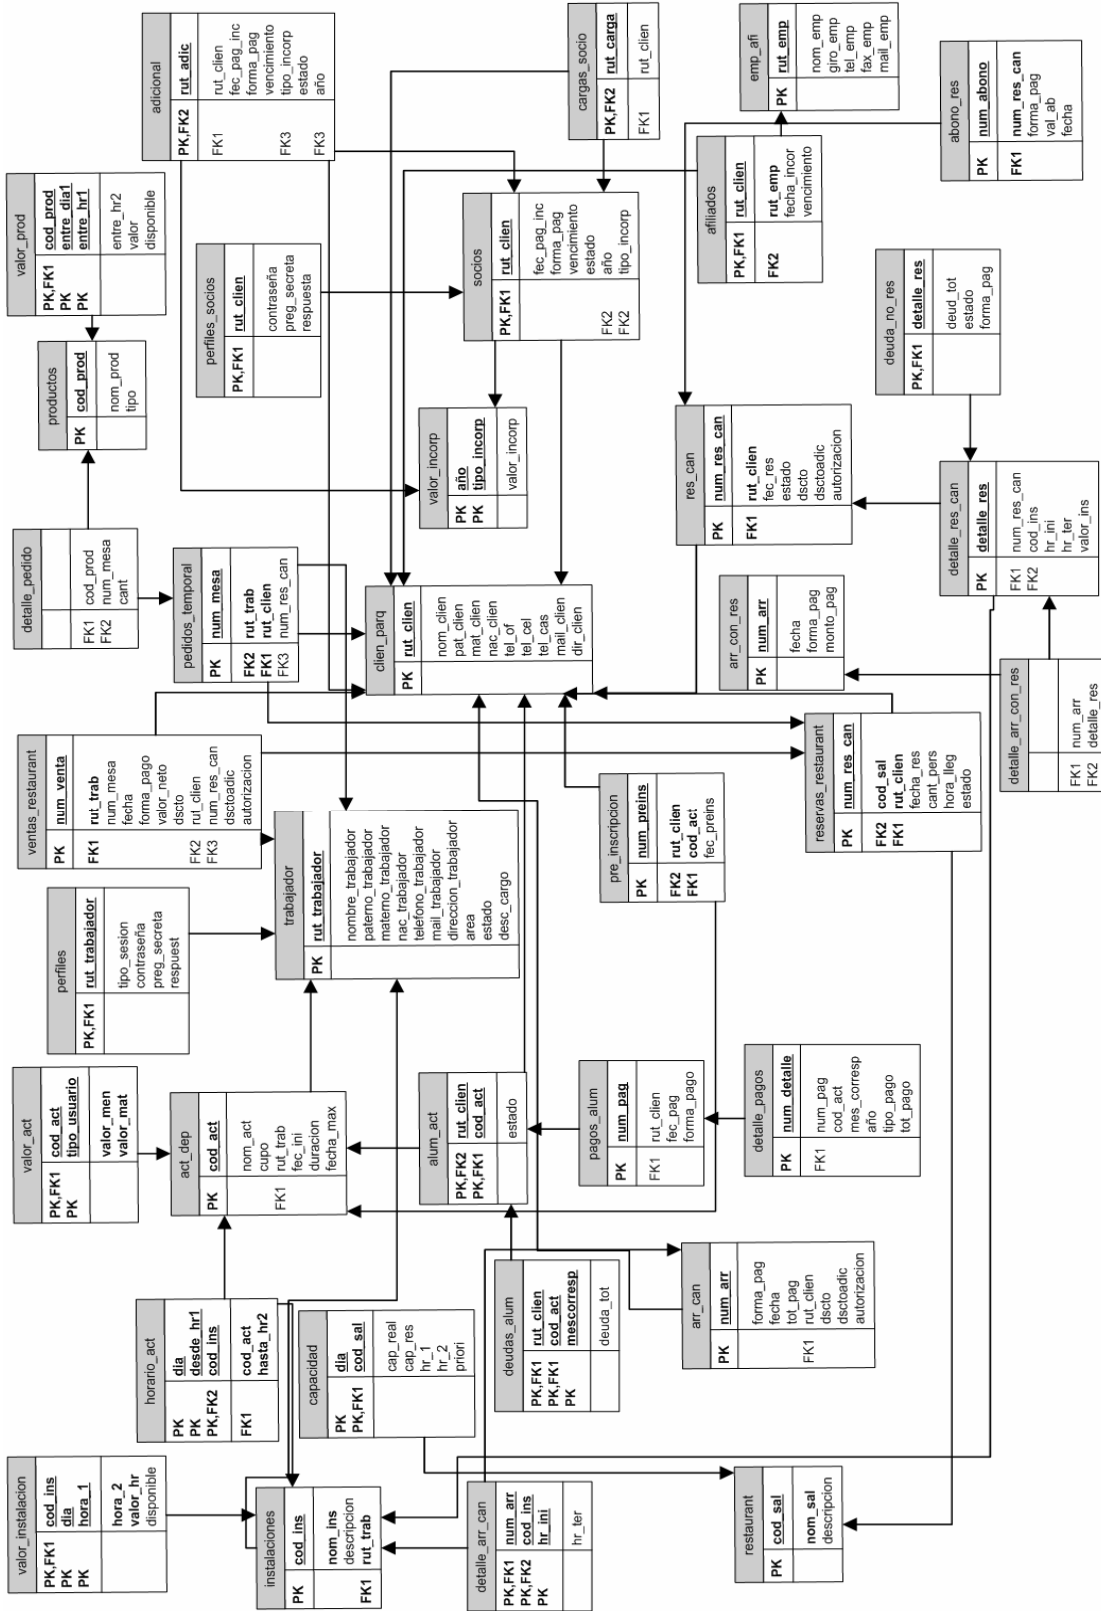 valor_instalacion
PK,FK1 cod_ins
PK dia
PK hora_1
hora_2
valor_hr
disponible
valor_act
PK,FK1 cod_act
PK tipo_usuario
valor_men
valor_mat
perfiles
PK,FK1 rut_trabajador
tipo_sesion
contraseña
preg_secreta
respuest
ventas_restaurant
PK num_venta
FK1 rut_trab
num_mesa
fecha
forma_pago
valor_neto
dscto
FK2 rut_clien
FK3 num_res_can
dsctoadic
autorizacion
detalle_pedido
FK1 cod_prod
FK2 num_mesa
cant
productos
PK cod_prod
nom_prod
tipo
valor_prod
PK,FK1 cod_prod
PK entre_dia1
PK entre_hr1
entre_hr2
valor
disponible
horario_act
PK dia
PK desde_hr1
PK,FK2 cod_ins
FK1 cod_act
hasta_hr2
act_dep
PK cod_act
nom_act
cupo
FK1 rut_trab
fec_ini
duracion
fecha_max
pedidos_temporal
PK num_mesa
FK2 rut_trab
FK1 rut_clien
FK3 num_res_can
adicional
PK,FK2 rut_adic
FK1 rut_clien
fec_pag_inc
forma_pag
vencimiento
FK3 tipo_incorp
estado
FK3 año
instalaciones
PK cod_ins
nom_ins
descripcion
FK1 rut_trab
capacidad
PK dia
PK,FK1 cod_sal
cap_real
cap_res
hr_1
hr_2
priori
trabajador
PK rut_trabajador
nombre_trabajador
paterno_trabajador
materno_trabajador
nac_trabajador
telefono_trabajador
mail_trabajador
direccion_trabajador
area
estado
desc_cargo
perfiles_socios
PK,FK1 rut_clien
contraseña
preg_secreta
respuesta
alum_act
PK,FK2 rut_clien
PK,FK1 cod_act
estado
clien_parq
PK rut_clien
nom_clien
pat_clien
mat_clien
nac_clien
tel_of
tel_cel
tel_cas
mail_clien
dir_clien
valor_incorp
PK año
PK tipo_incorp
valor_incorp
socios
PK,FK1 rut_clien
fec_pag_inc
forma_pag
vencimiento
estado
FK2 año
FK2 tipo_incorp
cargas_socio
PK,FK2 rut_carga
FK1 rut_clien
detalle_arr_can
PK,FK1 num_arr
PK,FK2 cod_ins
PK hr_ini
hr_ter
deudas_alum
PK,FK1 rut_clien
PK,FK1 cod_act
PK mescorresp
deuda_tot
pagos_alum
PK num_pag
FK1 rut_clien
fec_pag
forma_pago
pre_inscripcion
PK num_preins
FK2 rut_clien
FK1 cod_act
fec_preins
res_can
PK num_res_can
FK1 rut_clien
fec_res
estado
dscto
dsctoadic
autorizacion
afiliados
PK,FK1 rut_clien
FK2 rut_emp
fecha_incor
vencimiento
emp_afi
PK rut_emp
nom_emp
giro_emp
tel_emp
fax_emp
mail_emp
restaurant
PK cod_sal
nom_sal
descripcion
arr_can
PK num_arr
forma_pag
fecha
tot_pag
FK1 rut_clien
dscto
dsctoadic
autorizacion
detalle_pagos
PK num_detalle
FK1 num_pag
cod_act
mes_corresp
año
tipo_pago
tot_pago
reservas_restaurant
PK num_res_can
FK2 cod_sal
FK1 rut_clien
fecha_res
cant_pers
hora_lleg
estado
arr_con_res
PK num_arr
fecha
forma_pag
monto_pag
deuda_no_res
PK,FK1 detalle_res
deud_tot
estado
forma_pag
abono_res
PK num_abono
FK1 num_res_can
forma_pag
val_ab
fecha
detalle_arr_con_res
FK1 num_arr
FK2 detalle_res
detalle_res_can
PK detalle_res
FK1 num_res_can
FK2 cod_ins
hr_ini
hr_ter
valor_ins